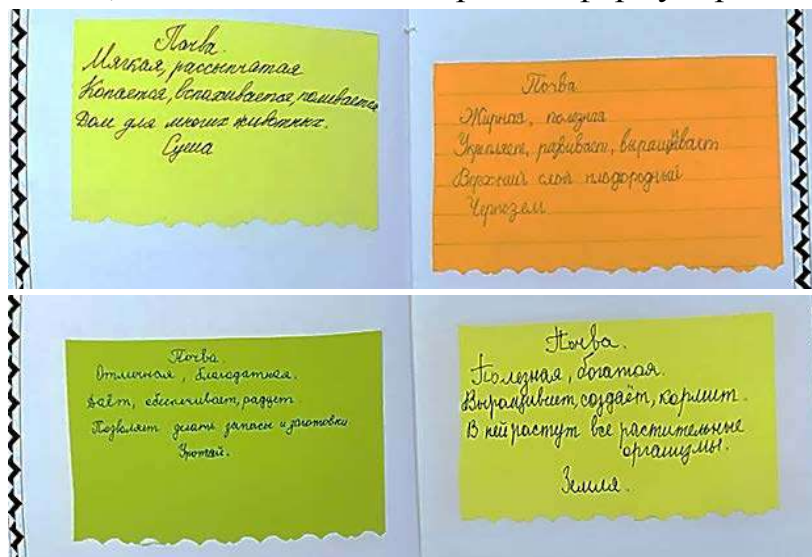 Почва.
Мягкая, рассыпчатая
Копается, вспахивается, поливается
Дом для многих животных.
Суша
Почва
Жирная, полезная
Укрепляет, развивает, выращивает
Верхний слой плодородный
Чернозем
Почва.
Отличная, благодатная.
Даёт, обеспечивает, радует
Позволяет делать запасы и заготовки
Урожай.
Почва.
Полезная, богатая.
Выращивает, создаёт, кормит.
В ней растут все растительные
организмы.
Земля.